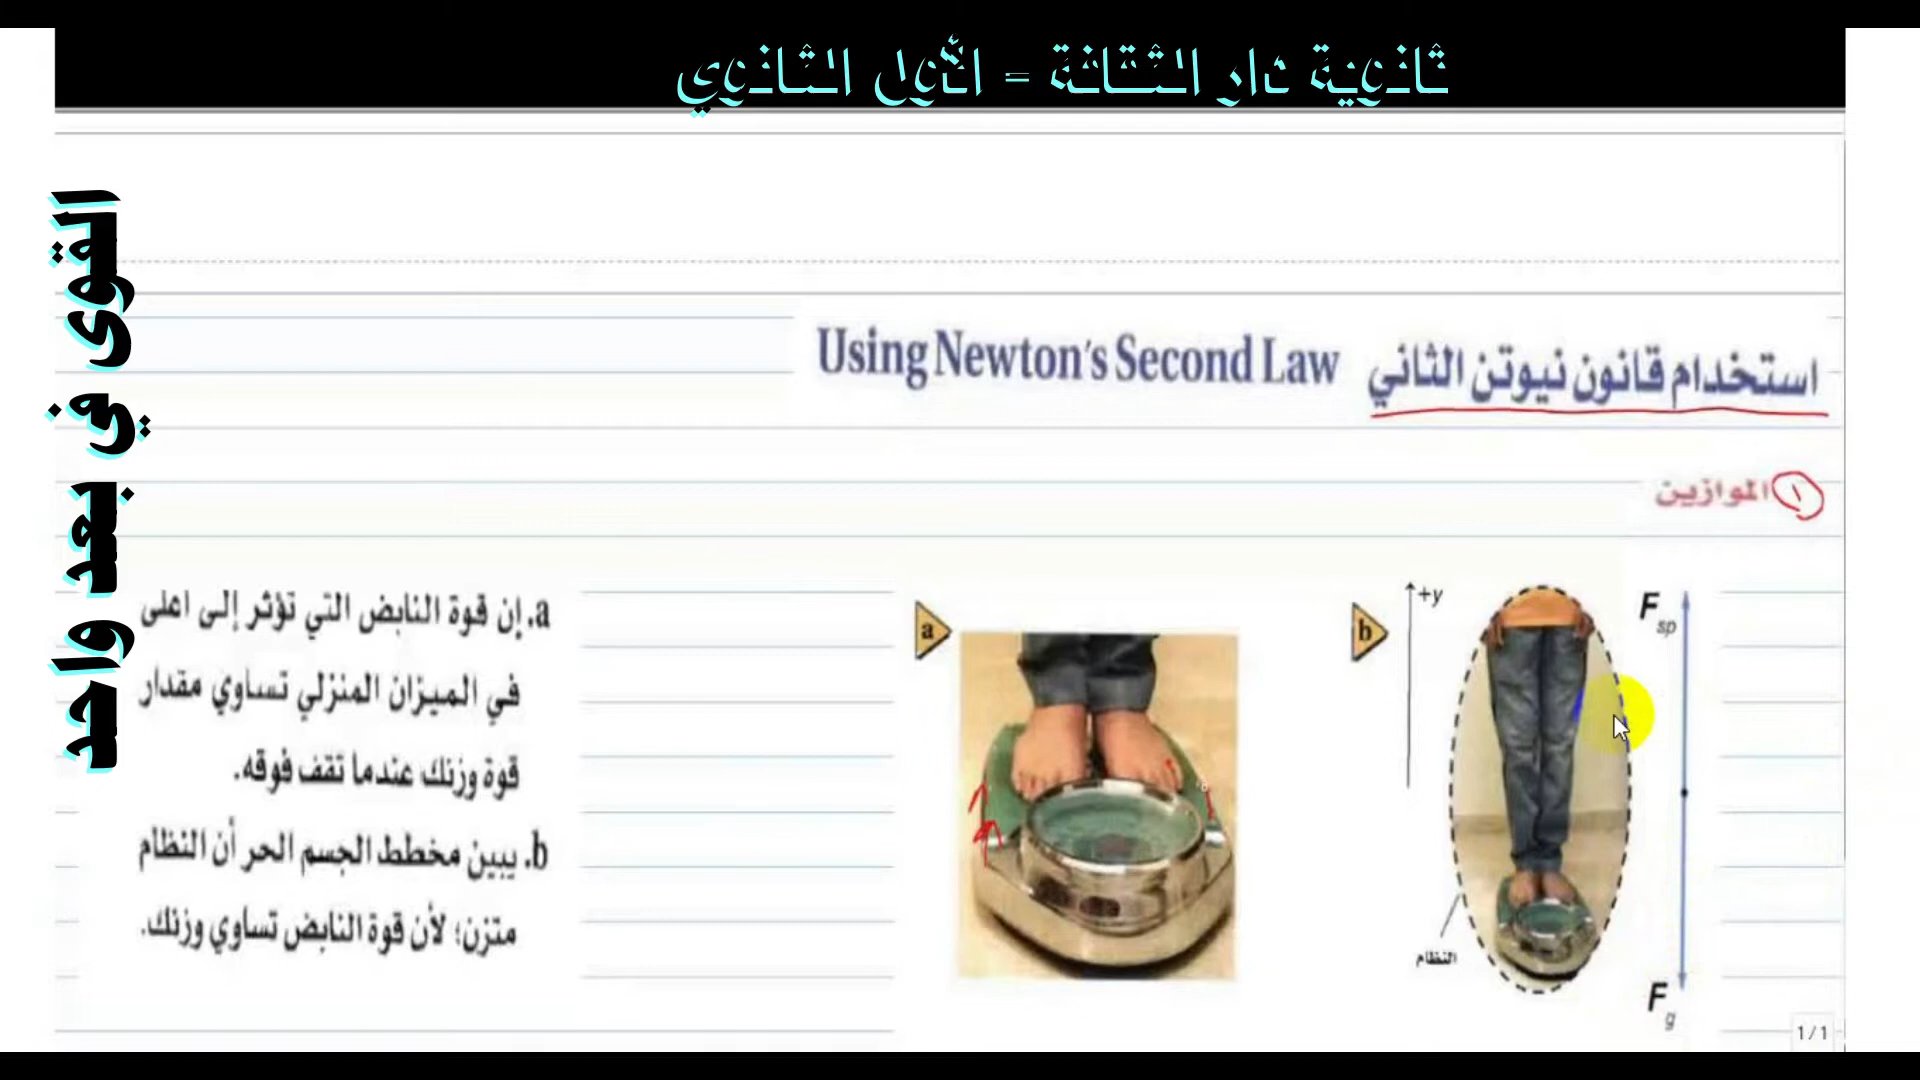 ثانوية دار الثقافة - الأول الثانوي
القوى في بعد واحد
استخدام قانون نيوتن الثاني Using Newton's Second Law
١ الموازين
a. إن قوة النابض التي تؤثر إلى أعلى
في الميزان المنزلي تساوي مقدار
قوة وزنك عندما تقف فوقه.
b. يبين مخطط الجسم الحر أن النظام
متزن؛ لأن قوة النابض تساوي وزنك.
a
b
+y
F sp
النظام
F g
1/1